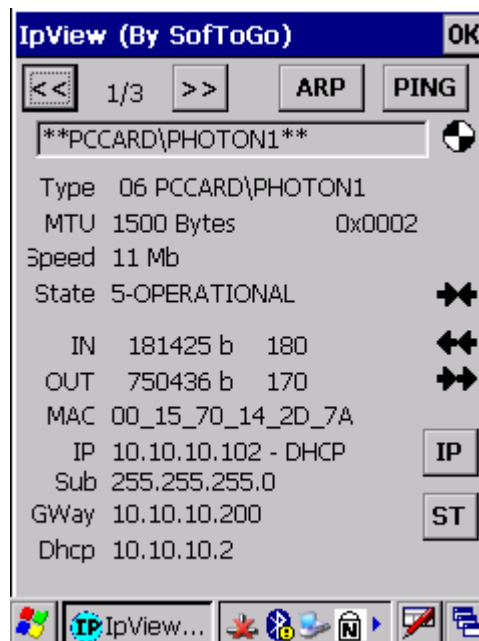 IpView (By SofToGo) OK
<< 1/3 >> ARP PING
**PCCARD\PHOTON1**
Type 06 PCCARD\PHOTON1
MTU 1500 Bytes 0x0002
Speed 11 Mb
State 5-OPERATIONAL
IN 181425 b 180
OUT 750436 b 170
MAC 00_15_70_14_2D_7A
IP 10.10.10.102 - DHCP IP
Sub 255.255.255.0
GWay 10.10.10.200 ST
Dhcp 10.10.10.2
IP IpView... N